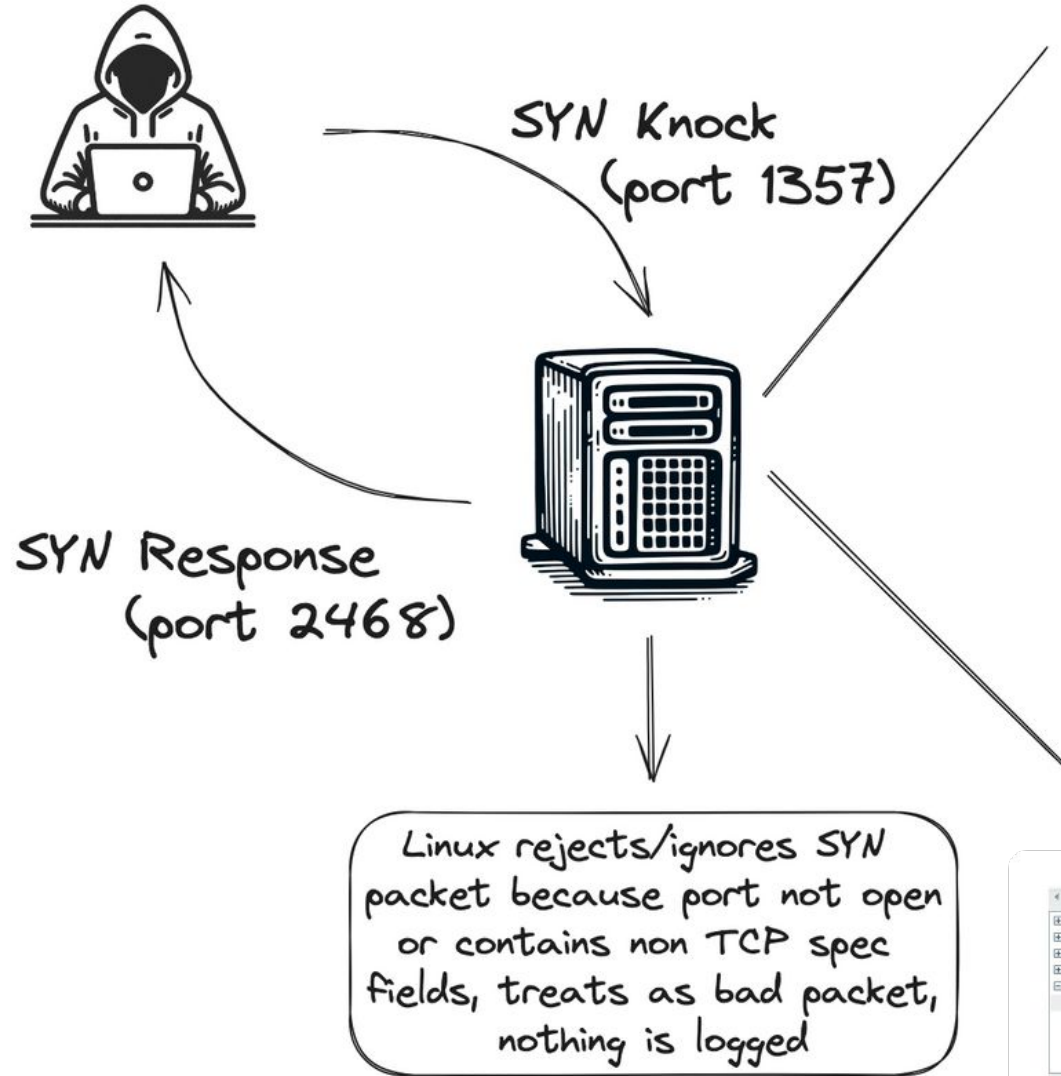 SYN Knock
(port 1357)
SYN Response
(port 2468)
Linux rejects/ignores SYN
packet because port not open
or contains non TCP spec
fields, treats as bad packet,
nothing is logged